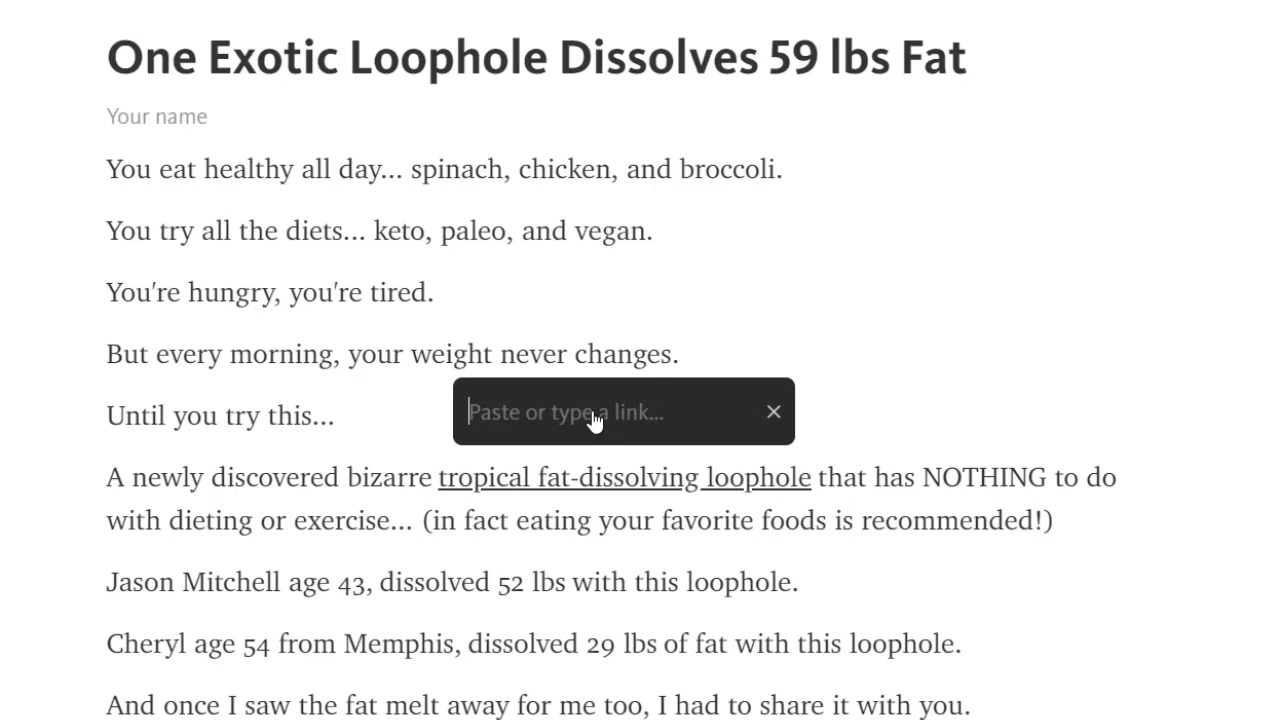 One Exotic Loophole Dissolves 59 lbs Fat
Your name
You eat healthy all day... spinach, chicken, and broccoli.
You try all the diets... keto, paleo, and vegan.
You're hungry, you're tired.
But every morning, your weight never changes.
Paste or type a link...
Until you try this...
A newly discovered bizarre tropical fat-dissolving loophole that has NOTHING to do
with dieting or exercise... (in fact eating your favorite foods is recommended!)
Jason Mitchell age 43, dissolved 52 lbs with this loophole.
Cheryl age 54 from Memphis, dissolved 29 lbs of fat with this loophole.
And once I saw the fat melt away for me too, I had to share it with you.